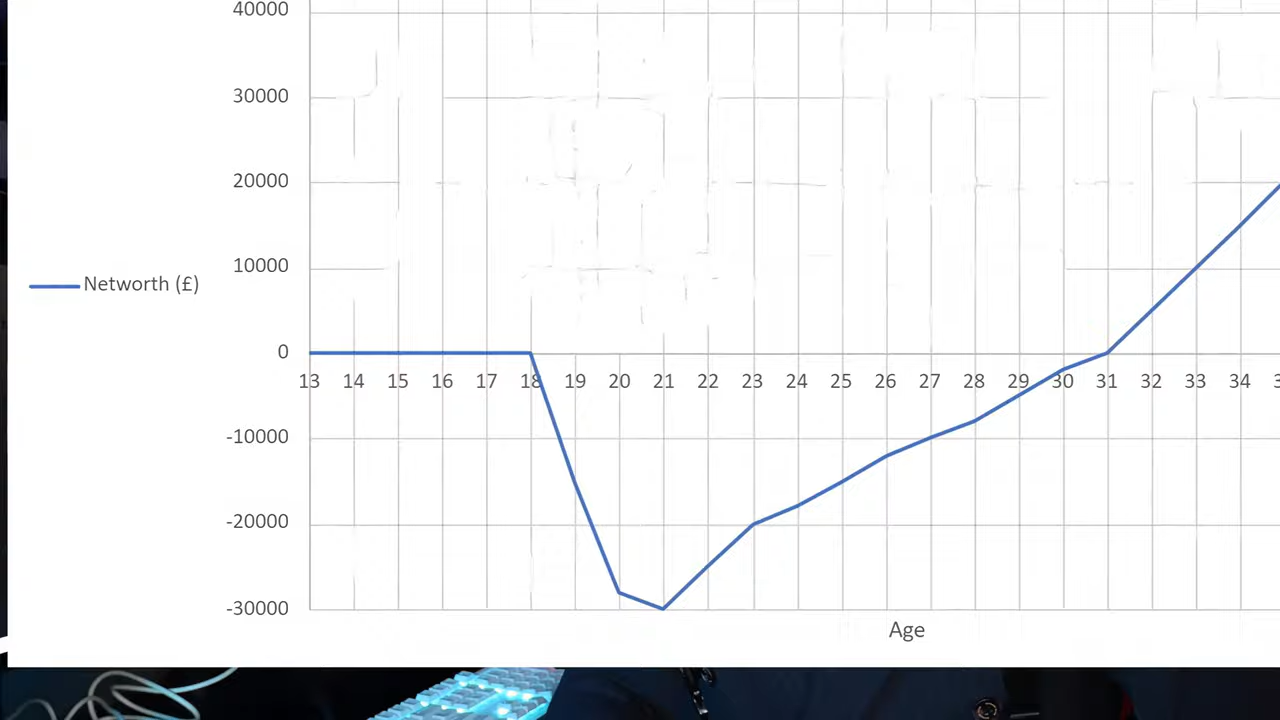 40000
30000
20000
10000
Networth (£)
0
13 14 15 16 17 18 19 20 21 22 23 24 25 26 27 28 29 30 31 32 33 34
-10000
-20000
-30000
Age